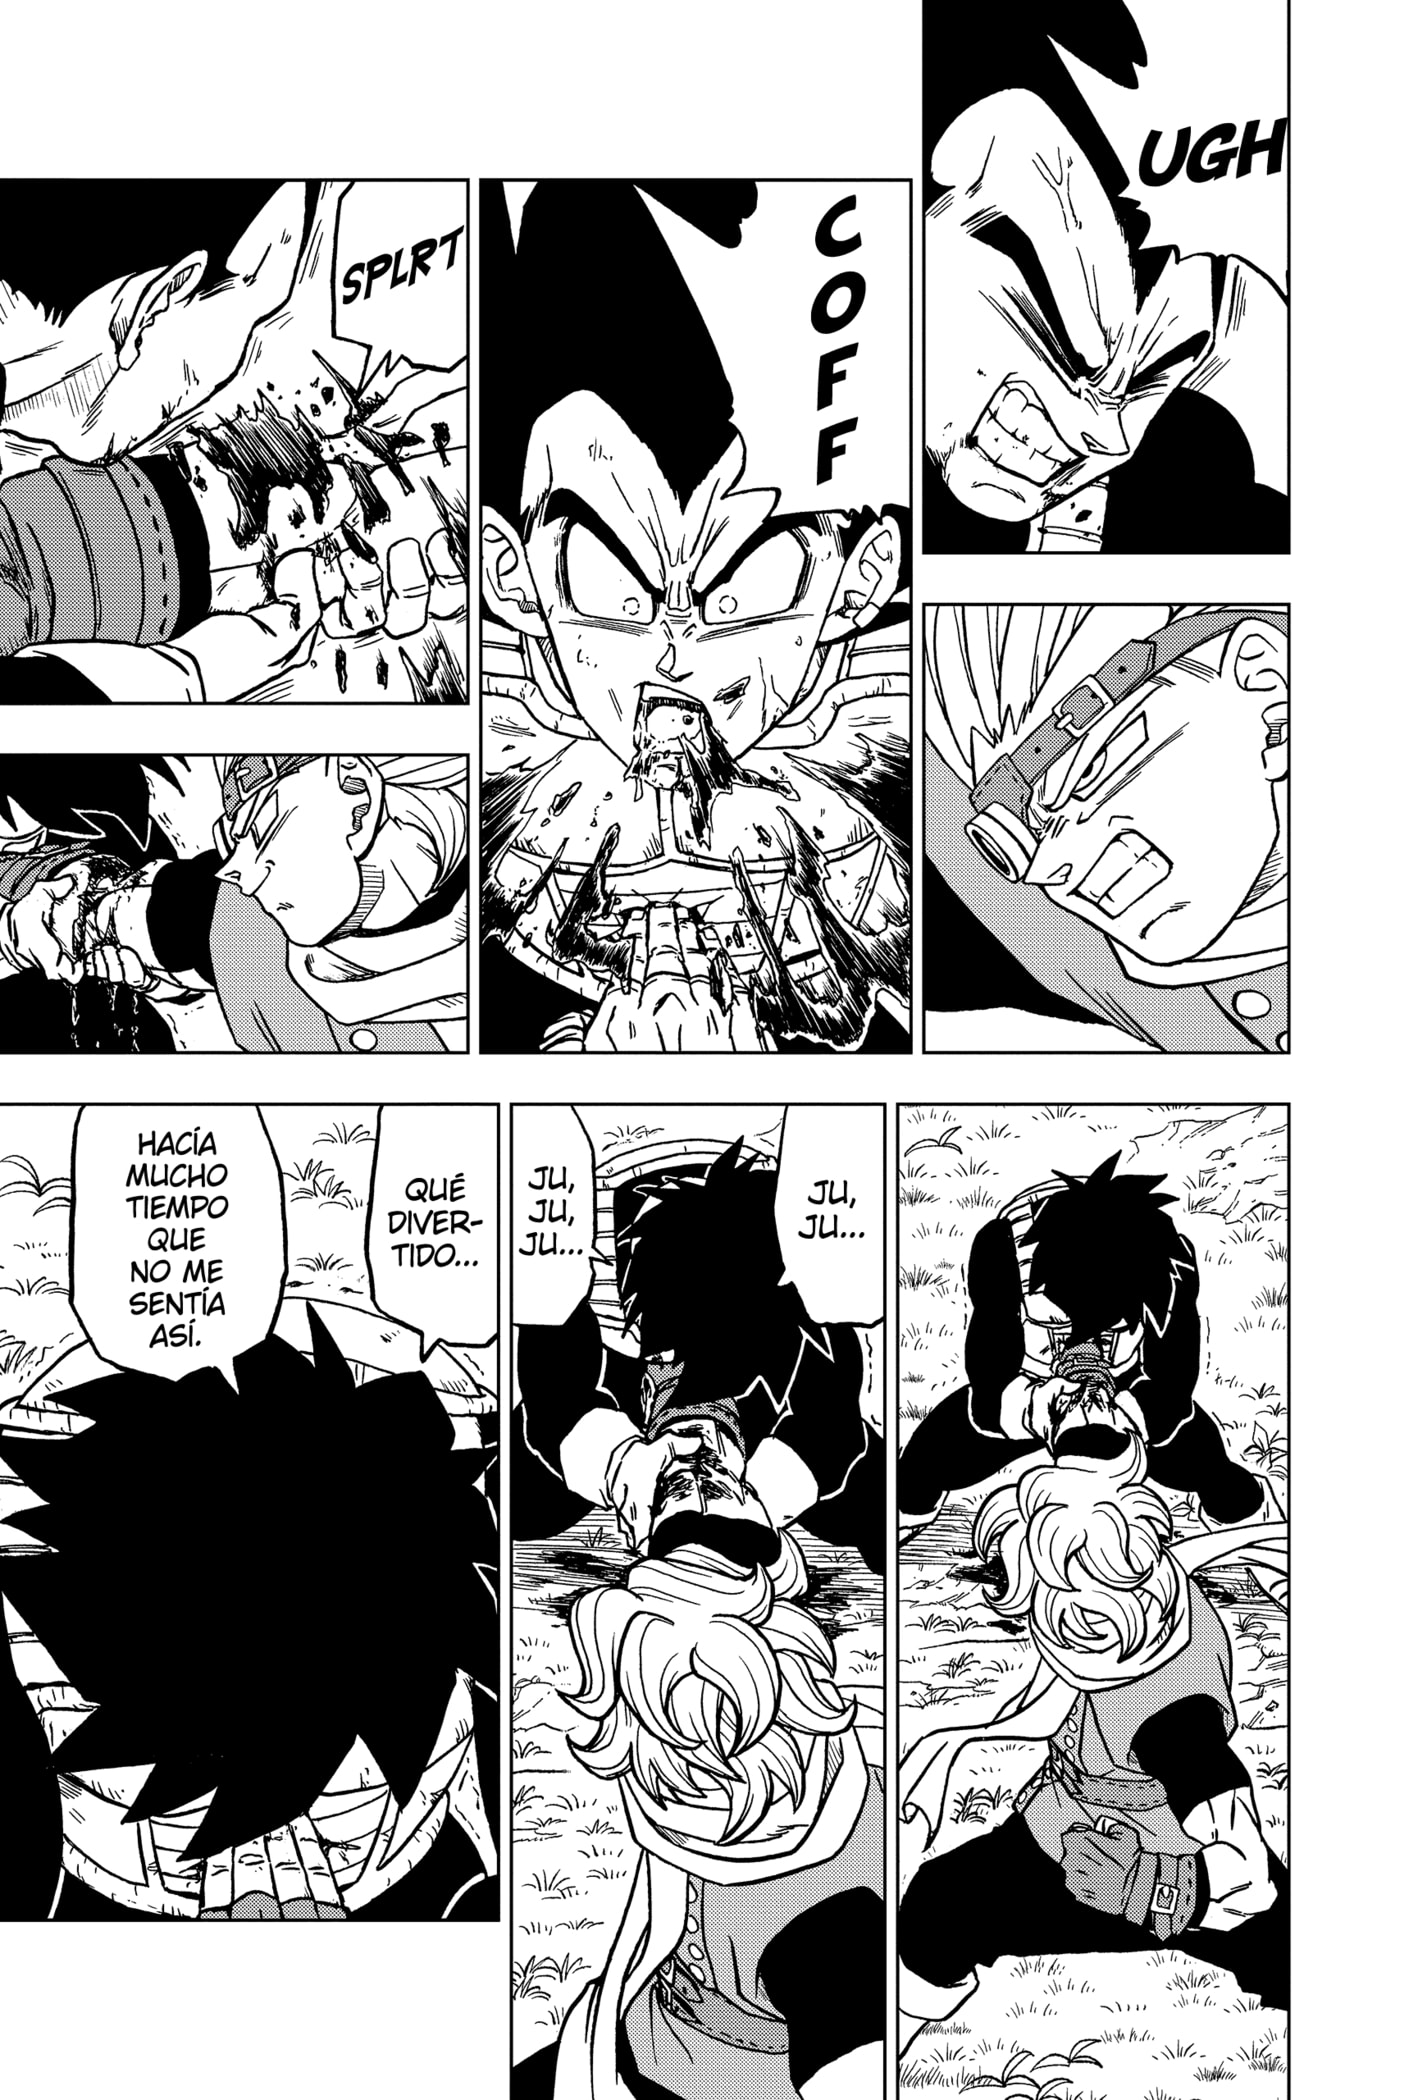 UGH
COFF
SPLRT
JU,
JU...
JU,
JU,
JU...
QUÉ
DIVER-
TIDO...
HACÍA
MUCHO
TIEMPO
QUE
NO ME
SENTÍA
ASÍ.